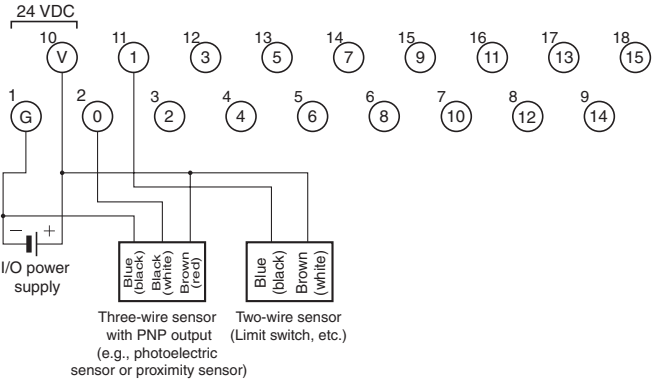 24 VDC
10 11 12 13 14 15 16 17 18
V 1 3 5 7 9 11 13 15
1 2 3 4 5 6 7 8 9
G 0 2 4 6 8 10 12 14
− +
I/O power
supply
Blue
(black)
Black
(white)
Brown
(red)
Blue
(black)
Brown
(white)
Three-wire sensor
with PNP output
(e.g., photoelectric
sensor or proximity sensor)
Two-wire sensor
(Limit switch, etc.)